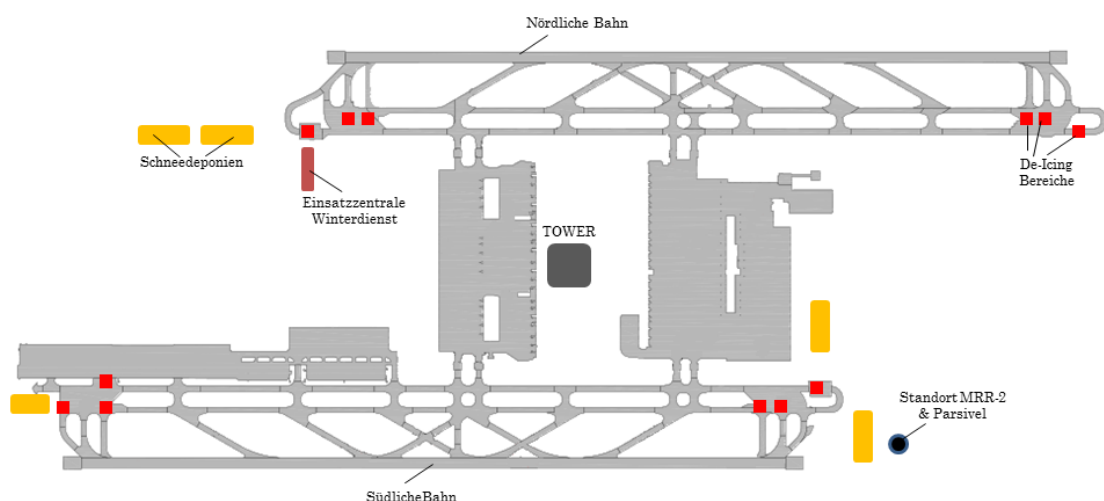 Nördliche Bahn
Schneedeponien
De-Icing
Bereiche
Einsatzzentrale
Winterdienst
TOWER
Standort MRR-2
& Parsivel
SüdlicheBahn